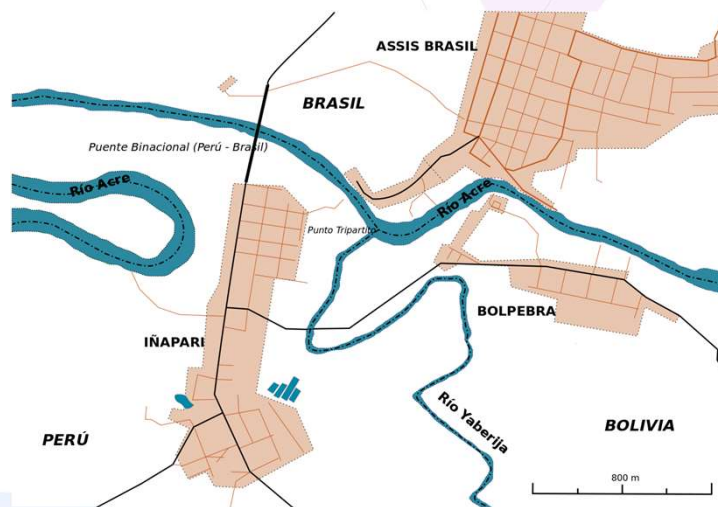 ASSIS BRASIL
BRASIL
Puente Binacional (Perú - Brasil)
Río Acre
Río Acre
Punto Tripartito
BOLPEBRA
IÑAPARI
Río Yaberija
BOLIVIA
PERÚ
800 m